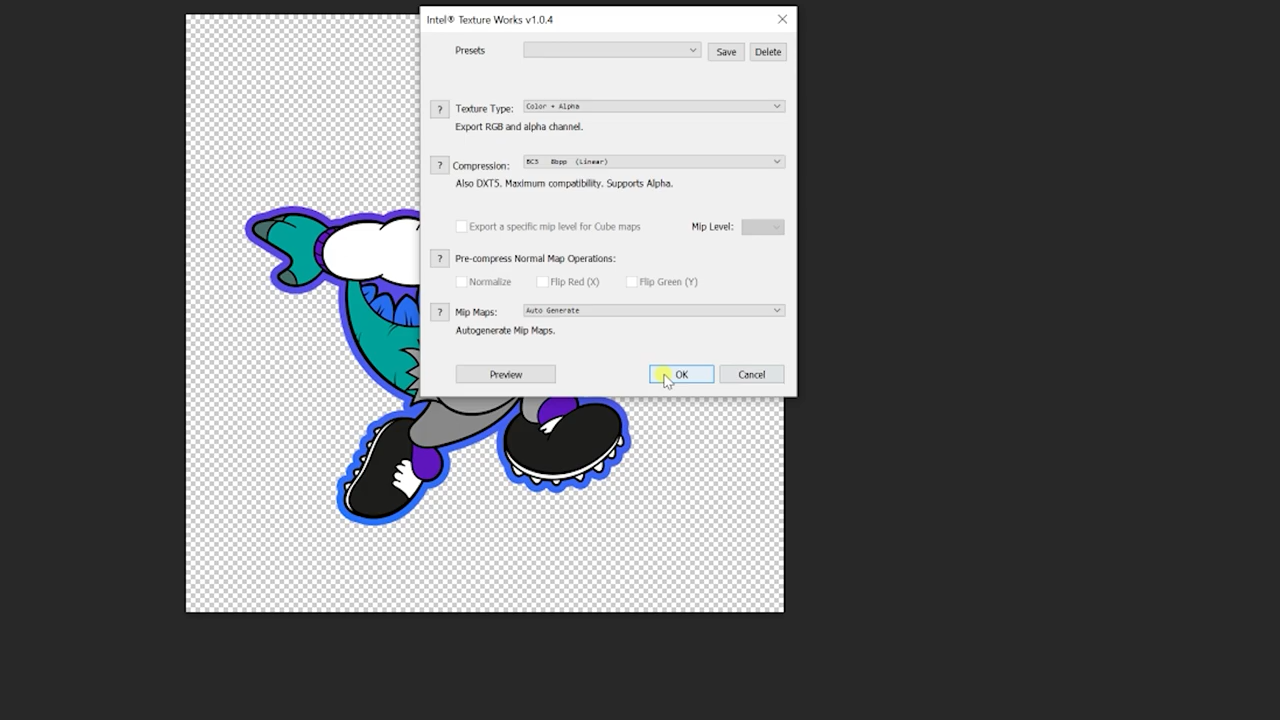 Intel® Texture Works v1.0.4
Presets
Save
Delete
?
Texture Type:
Color + Alpha
Export RGB and alpha channel.
?
Compression:
BC3 8bpp (Linear)
Also DXT5. Maximum compatibility. Supports Alpha.
Export a specific mip level for Cube maps
Mip Level:
?
Pre-compress Normal Map Operations:
Normalize
Flip Red (X)
Flip Green (Y)
?
Mip Maps:
Auto Generate
Autogenerate Mip Maps.
Preview
OK
Cancel